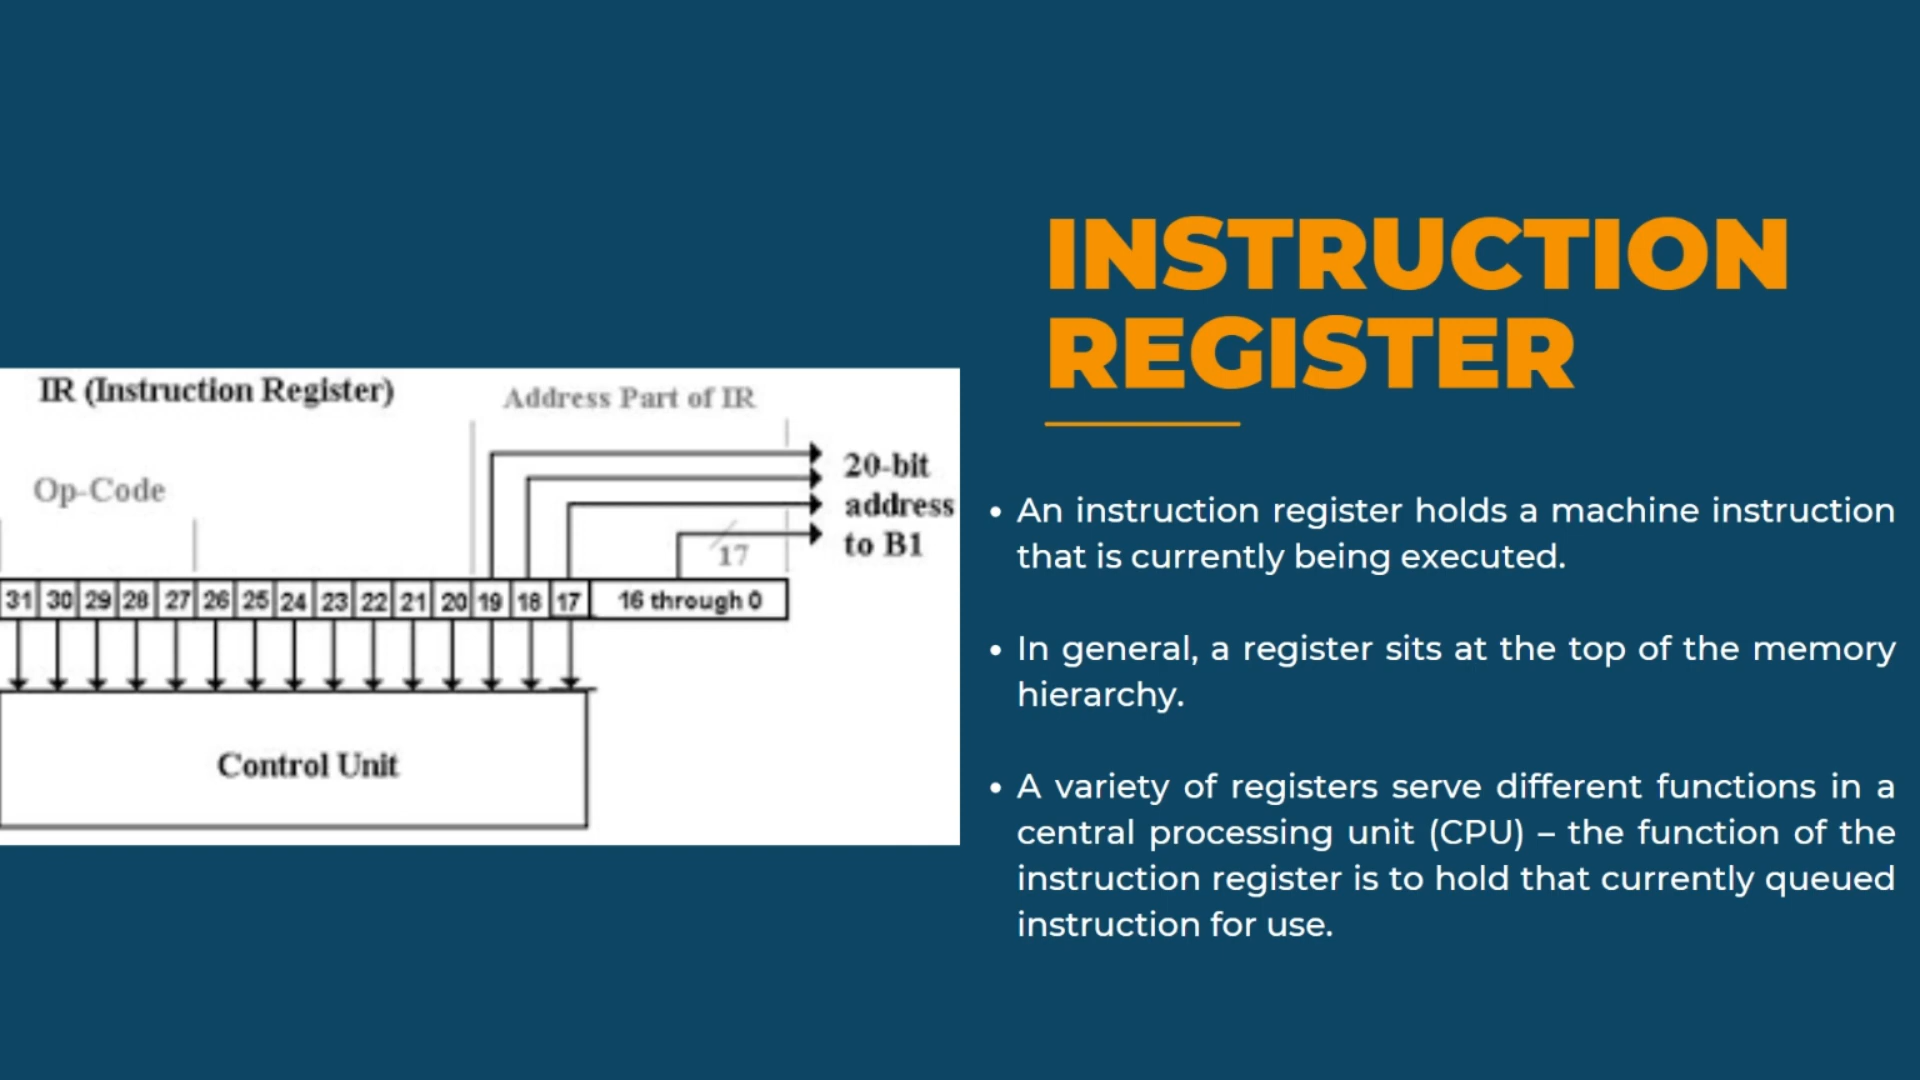 INSTRUCTION
REGISTER
IR (Instruction Register)
Address Part of IR
Op-Code
20-bit
address
to B1
17
31 30 29 28 27 26 25 24 23 22 21 20 19 18 17 16 through 0
Control Unit
• An instruction register holds a machine instruction
that is currently being executed.
• In general, a register sits at the top of the memory
hierarchy.
• A variety of registers serve different functions in a
central processing unit (CPU) – the function of the
instruction register is to hold that currently queued
instruction for use.